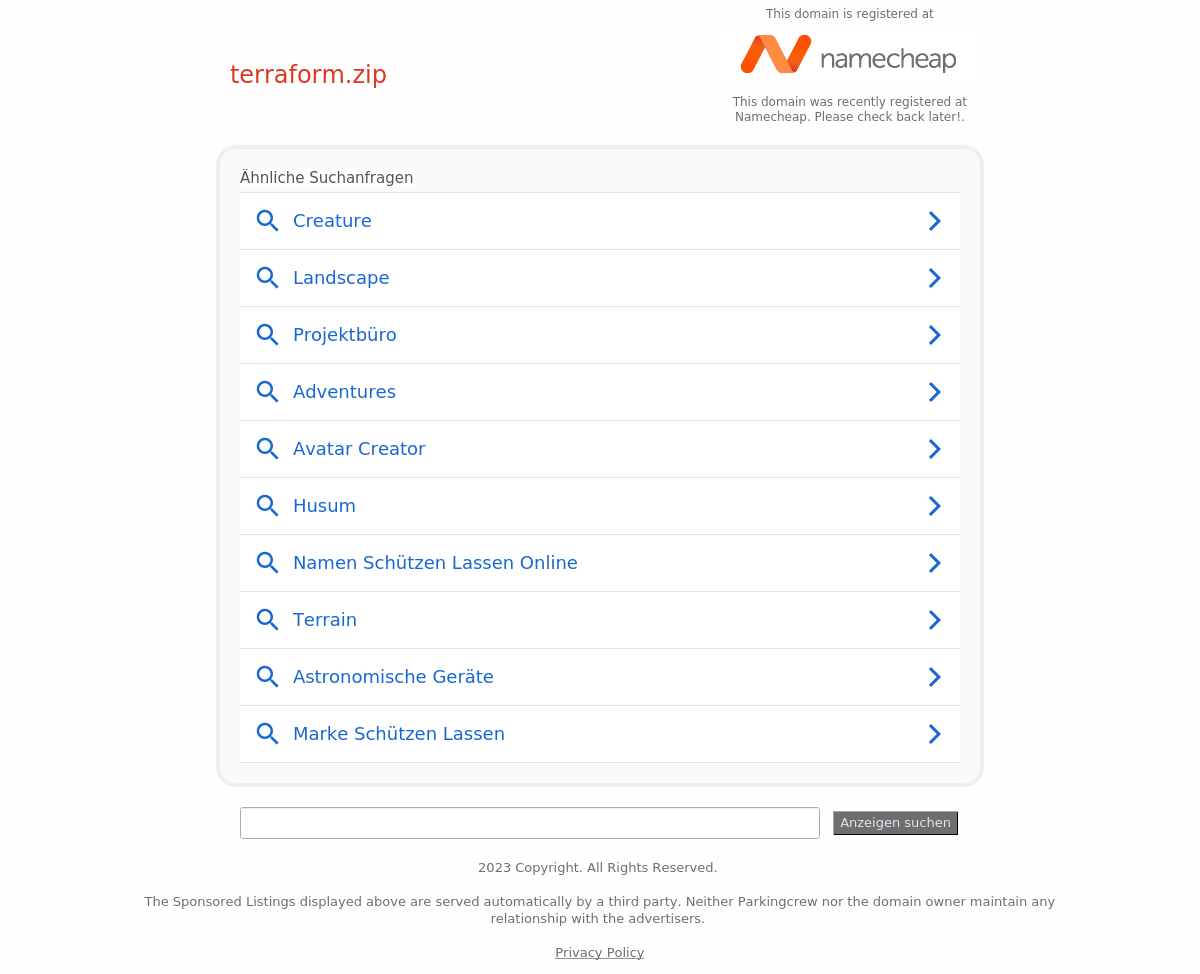 This domain is registered at
namecheap
terraform.zip
This domain was recently registered at
Namecheap. Please check back later!.
Ähnliche Suchanfragen
Creature
Landscape
Projektbüro
Adventures
Avatar Creator
Husum
Namen Schützen Lassen Online
Terrain
Astronomische Geräte
Marke Schützen Lassen
Anzeigen suchen
2023 Copyright. All Rights Reserved.
The Sponsored Listings displayed above are served automatically by a third party. Neither Parkingcrew nor the domain owner maintain any
relationship with the advertisers.
Privacy Policy